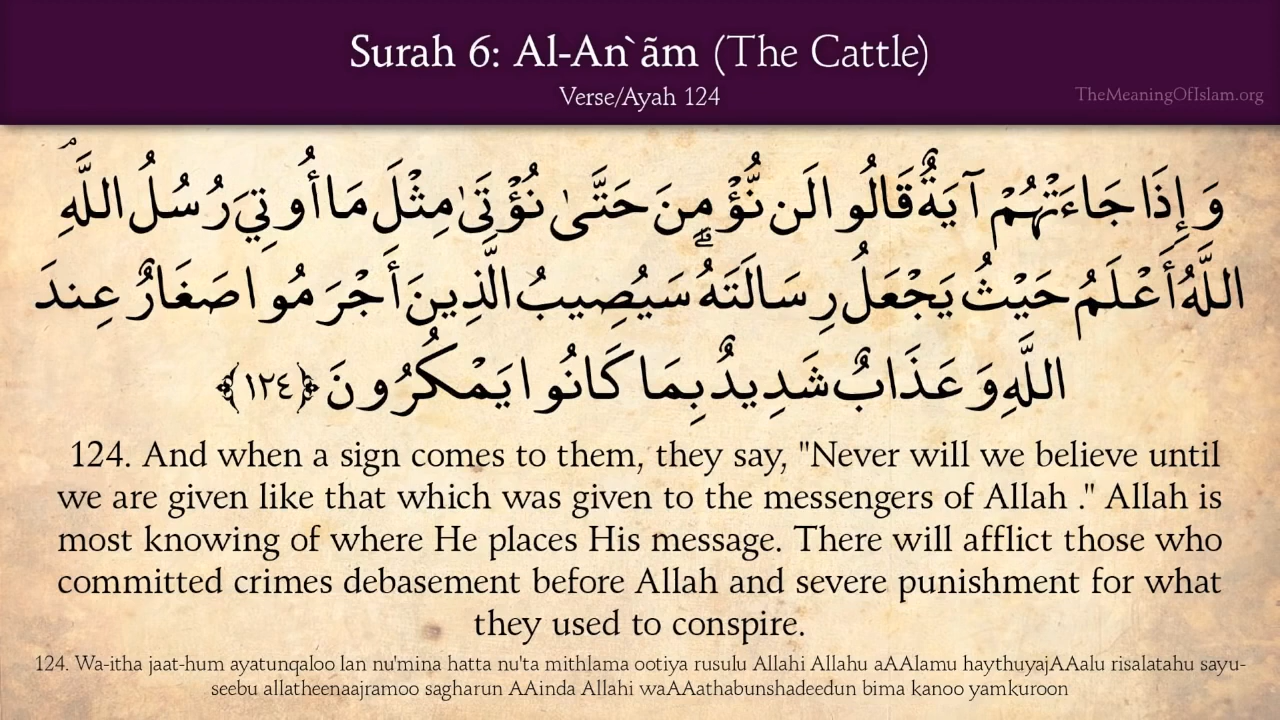 Surah 6: Al-An`ãm (The Cattle)
Verse/Ayah 124
TheMeaningOfIslam.org
وَإِذَا جَاءَتْهُمْ آيَةٌ قَالُوا لَن نُّؤْمِنَ حَتَّىٰ نُؤْتَىٰ مِثْلَ مَا أُوتِيَ رُسُلُ اللَّهِ ۘ
اللَّهُ أَعْلَمُ حَيْثُ يَجْعَلُ رِسَالَتَهُ ۗ سَيُصِيبُ الَّذِينَ أَجْرَمُوا صَغَارٌ عِندَ
اللَّهِ وَعَذَابٌ شَدِيدٌ بِمَا كَانُوا يَمْكُرُونَ ﴿١٢٤﴾
124. And when a sign comes to them, they say, "Never will we believe until
we are given like that which was given to the messengers of Allah ." Allah is
most knowing of where He places His message. There will afflict those who
committed crimes debasement before Allah and severe punishment for what
they used to conspire.
124. Wa-itha jaat-hum ayatunqaloo lan nu'mina hatta nu'ta mithlama ootiya rusulu Allahi Allahu aAAlamu haythuyajAAalu risalatahu sayu-
seebu allatheenaajramoo sagharun AAinda Allahi waAAathabunshadeedun bima kanoo yamkuroon